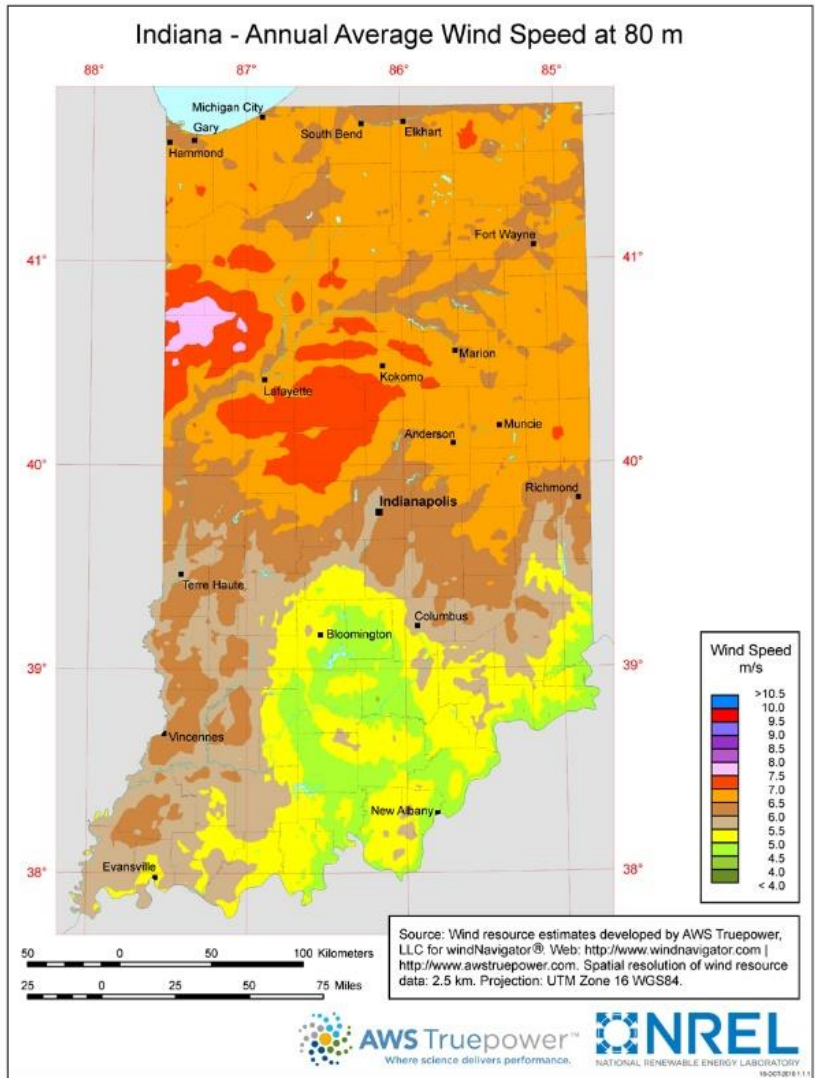 Indiana - Annual Average Wind Speed at 80 m
88°
87°
86°
85°
Michigan City
Gary
Hammond
South Bend
Elkhart
Fort Wayne
41°
41°
Marion
Kokomo
Lafayette
Muncie
Anderson
40°
40°
Richmond
Indianapolis
Terre Haute
Columbus
Bloomington
39°
39°
Vincennes
New Albany
38°
38°
Evansville
Wind Speed
m/s
>10.5
10.0
9.5
9.0
8.5
8.0
7.5
7.0
6.5
6.0
5.5
5.0
4.5
4.0
< 4.0
50 0 50 100 Kilometers
25 0 25 50 75 Miles
Source: Wind resource estimates developed by AWS Truepower,
LLC for windNavigator®. Web: http://www.windnavigator.com |
http://www.awstruepower.com. Spatial resolution of wind resource
data: 2.5 km. Projection: UTM Zone 16 WGS84.
AWS Truepower™
Where science delivers performance.
NREL
NATIONAL RENEWABLE ENERGY LABORATORY